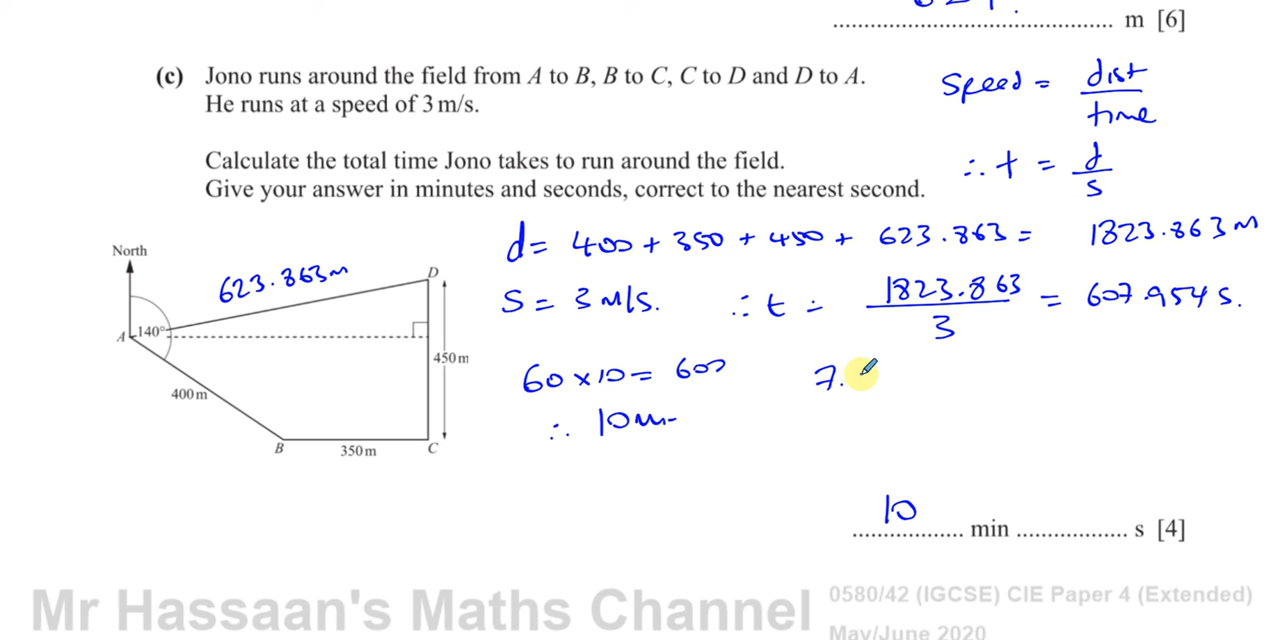 m [6]
(c) Jono runs around the field from A to B, B to C, C to D and D to A.
He runs at a speed of 3 m/s.
Speed = dist / time
Calculate the total time Jono takes to run around the field.
Give your answer in minutes and seconds, correct to the nearest second.
∴ t = d / s
d = 400 + 350 + 450 + 623.863 = 1823.863 m
North
623.863m
D
A
140°
450 m
400 m
B
350 m
C
S = 3 m/s. ∴ t = 1823.863 / 3 = 607.954 s.
60 × 10 = 600
7.
∴ 10m
10 min s [4]
Mr Hassaan's Maths Channel
0580/42 (IGCSE) CIE Paper 4 (Extended)
May/June 2020